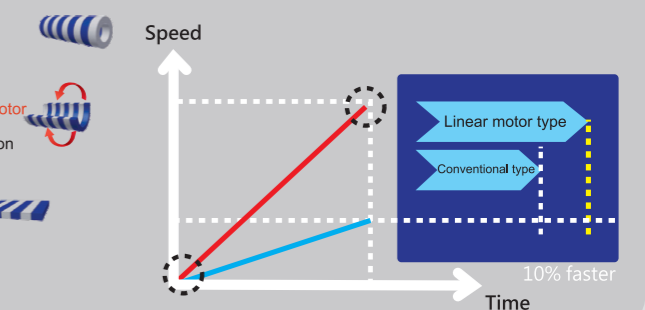 Speed
otor
on
Linear motor type
Conventional type
10% faster
Time